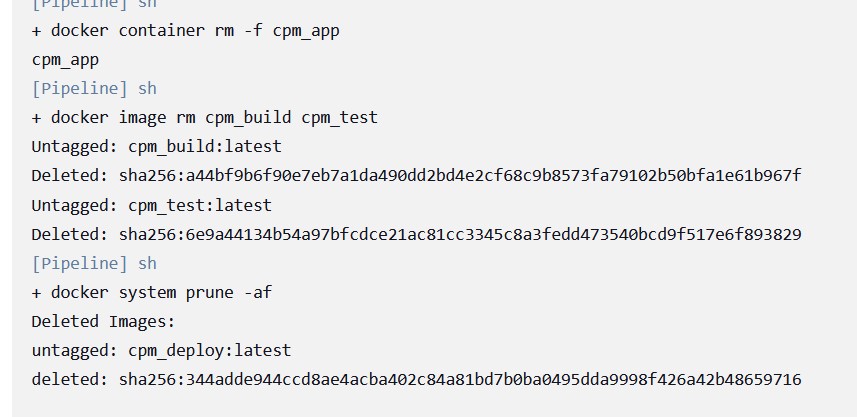 [Pipeline] sh
+ docker container rm -f cpm_app
cpm_app
[Pipeline] sh
+ docker image rm cpm_build cpm_test
Untagged: cpm_build:latest
Deleted: sha256:a44bf9b6f90e7eb7a1da490dd2bd4e2cf68c9b8573fa79102b50bfa1e61b967f
Untagged: cpm_test:latest
Deleted: sha256:6e9a44134b54a97bfcdce21ac81cc3345c8a3fedd473540bcd9f517e6f893829
[Pipeline] sh
+ docker system prune -af
Deleted Images:
untagged: cpm_deploy:latest
deleted: sha256:344adde944ccd8ae4acba402c84a81bd7b0ba0495dda9998f426a42b48659716